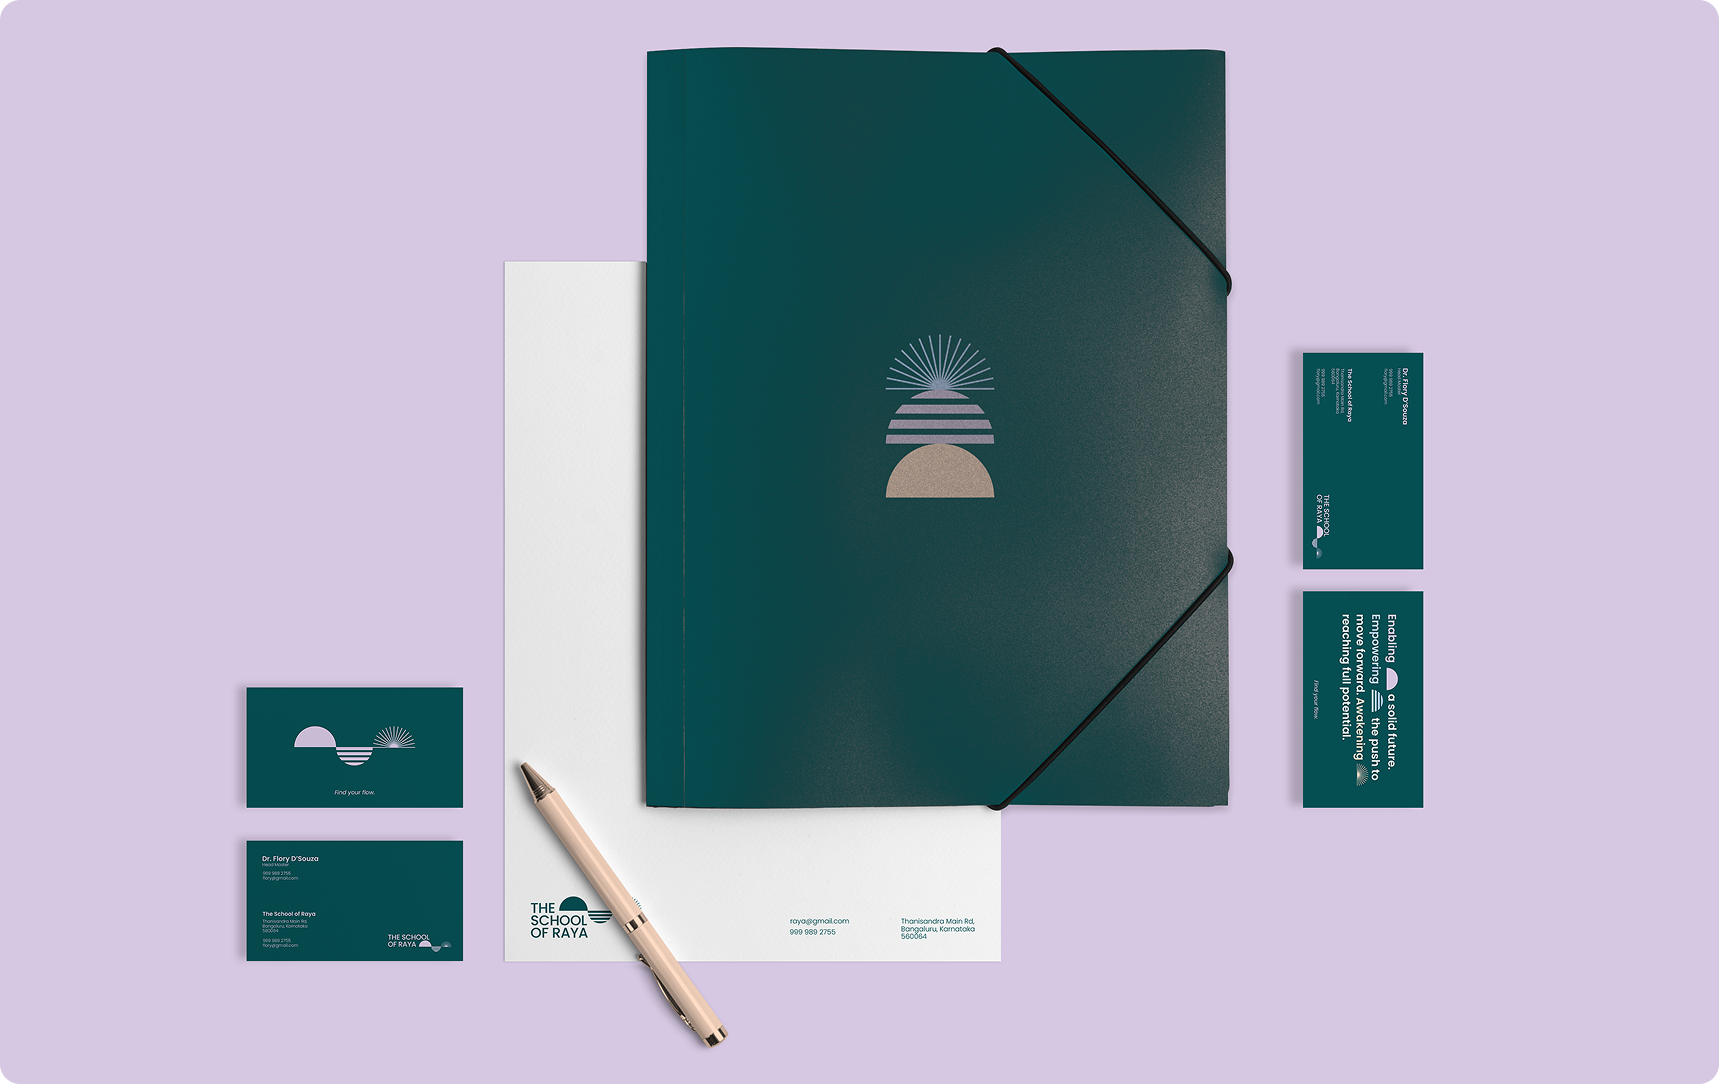 Find your flow.
Dr. Flory D'Souza
Head Master
999 989 2755
flory@gmail.com
The School of Raya
Thanisandra Main Rd,
Bangaluru, Karnataka
560064
999 989 2755
flory@gmail.com
THE SCHOOL
OF RAYA
THE
SCHOOL
OF RAYA
raya@gmail.com
999 989 2755
Thanisandra Main Rd,
Bangaluru, Karnataka
560064
Dr. Flory D'Souza
Head Master
999 989 2755
flory@gmail.com
The School of Raya
Thanisandra Main Rd,
Bangaluru, Karnataka
560064
999 989 2755
flory@gmail.com
THE SCHOOL
OF RAYA
Enabling a solid future.
Empowering the push to
move forward. Awakening
reaching full potential.
Find your flow.